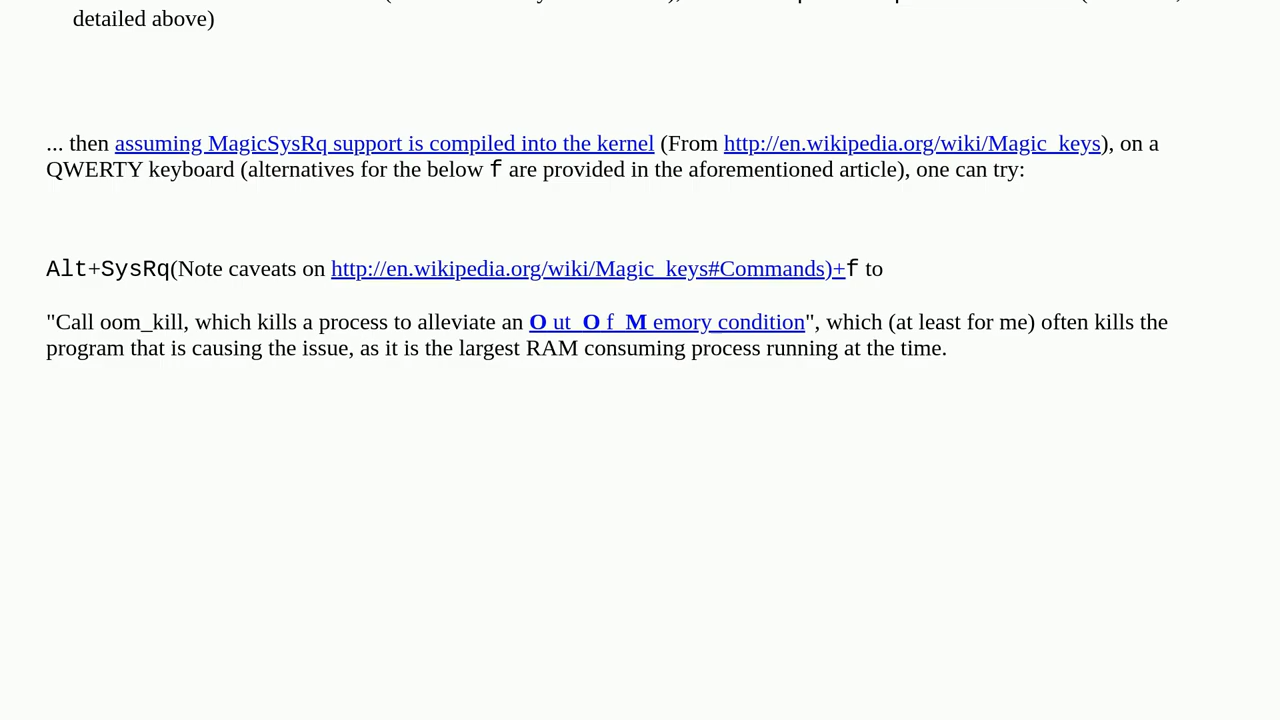 detailed above)
... then assuming MagicSysRq support is compiled into the kernel (From http://en.wikipedia.org/wiki/Magic_keys), on a
QWERTY keyboard (alternatives for the below f are provided in the aforementioned article), one can try:
Alt+SysRq(Note caveats on http://en.wikipedia.org/wiki/Magic_keys#Commands)+f to
"Call oom_kill, which kills a process to alleviate an O ut O f M emory condition", which (at least for me) often kills the
program that is causing the issue, as it is the largest RAM consuming process running at the time.